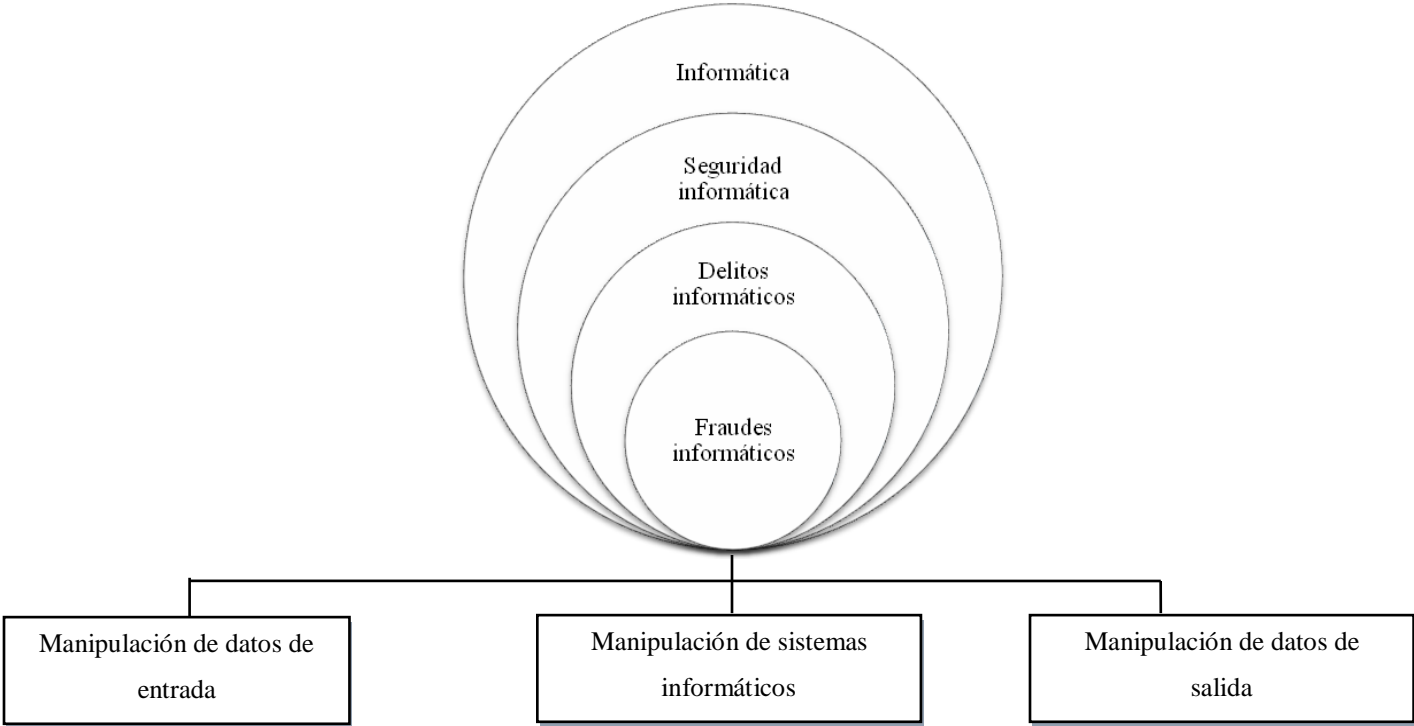 Informática
Seguridad
informática
Delitos
informáticos
Fraudes
informáticos
Manipulación de datos de
entrada
Manipulación de sistemas
informáticos
Manipulación de datos de
salida